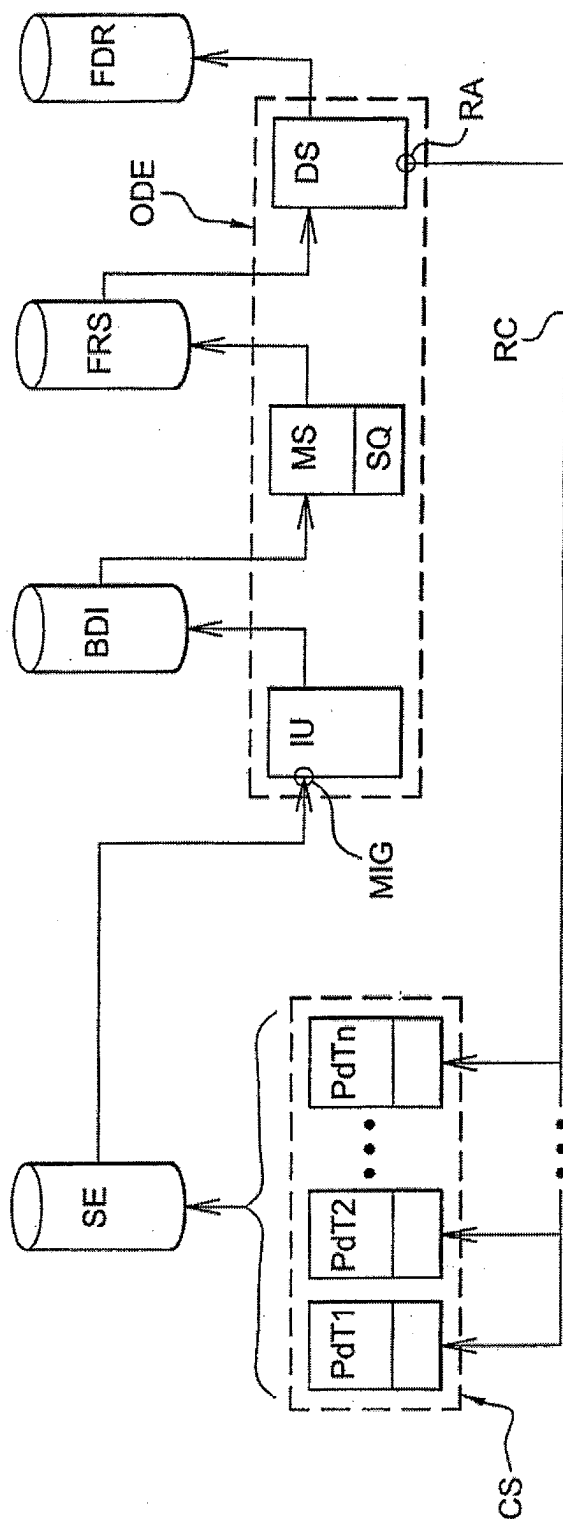 SE
BDI
FRS
FDR
ODE
PdT1
PdT2
PdTn
IU
MS
SQ
DS
MIG
RA
CS
RC